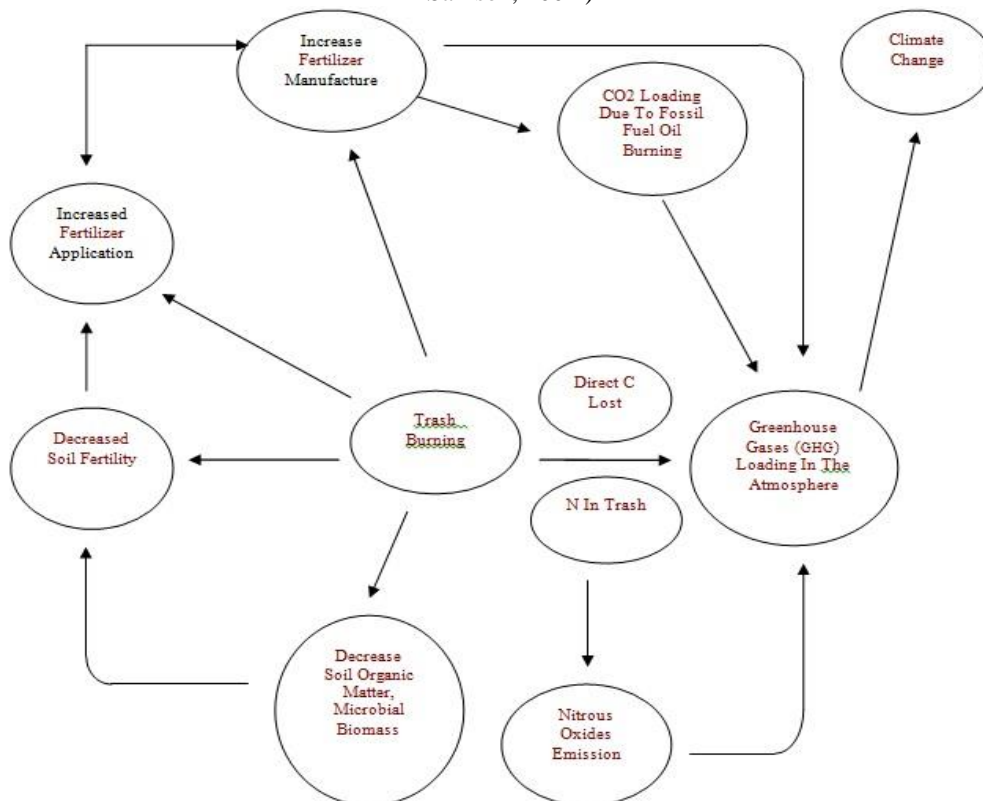 Increase
Fertilizer
Manufacture
Climate
Change
CO2 Loading
Due To Fossil
Fuel Oil
Burning
Increased
Fertilizer
Application
Direct C
Lost
Trash
Burning
Decreased
Soil Fertility
Greenhouse
Gases (GHG)
Loading In The
Atmosphere
N In Trash
Decrease
Soil Organic
Matter,
Microbial
Biomass
Nitrous
Oxides
Emission